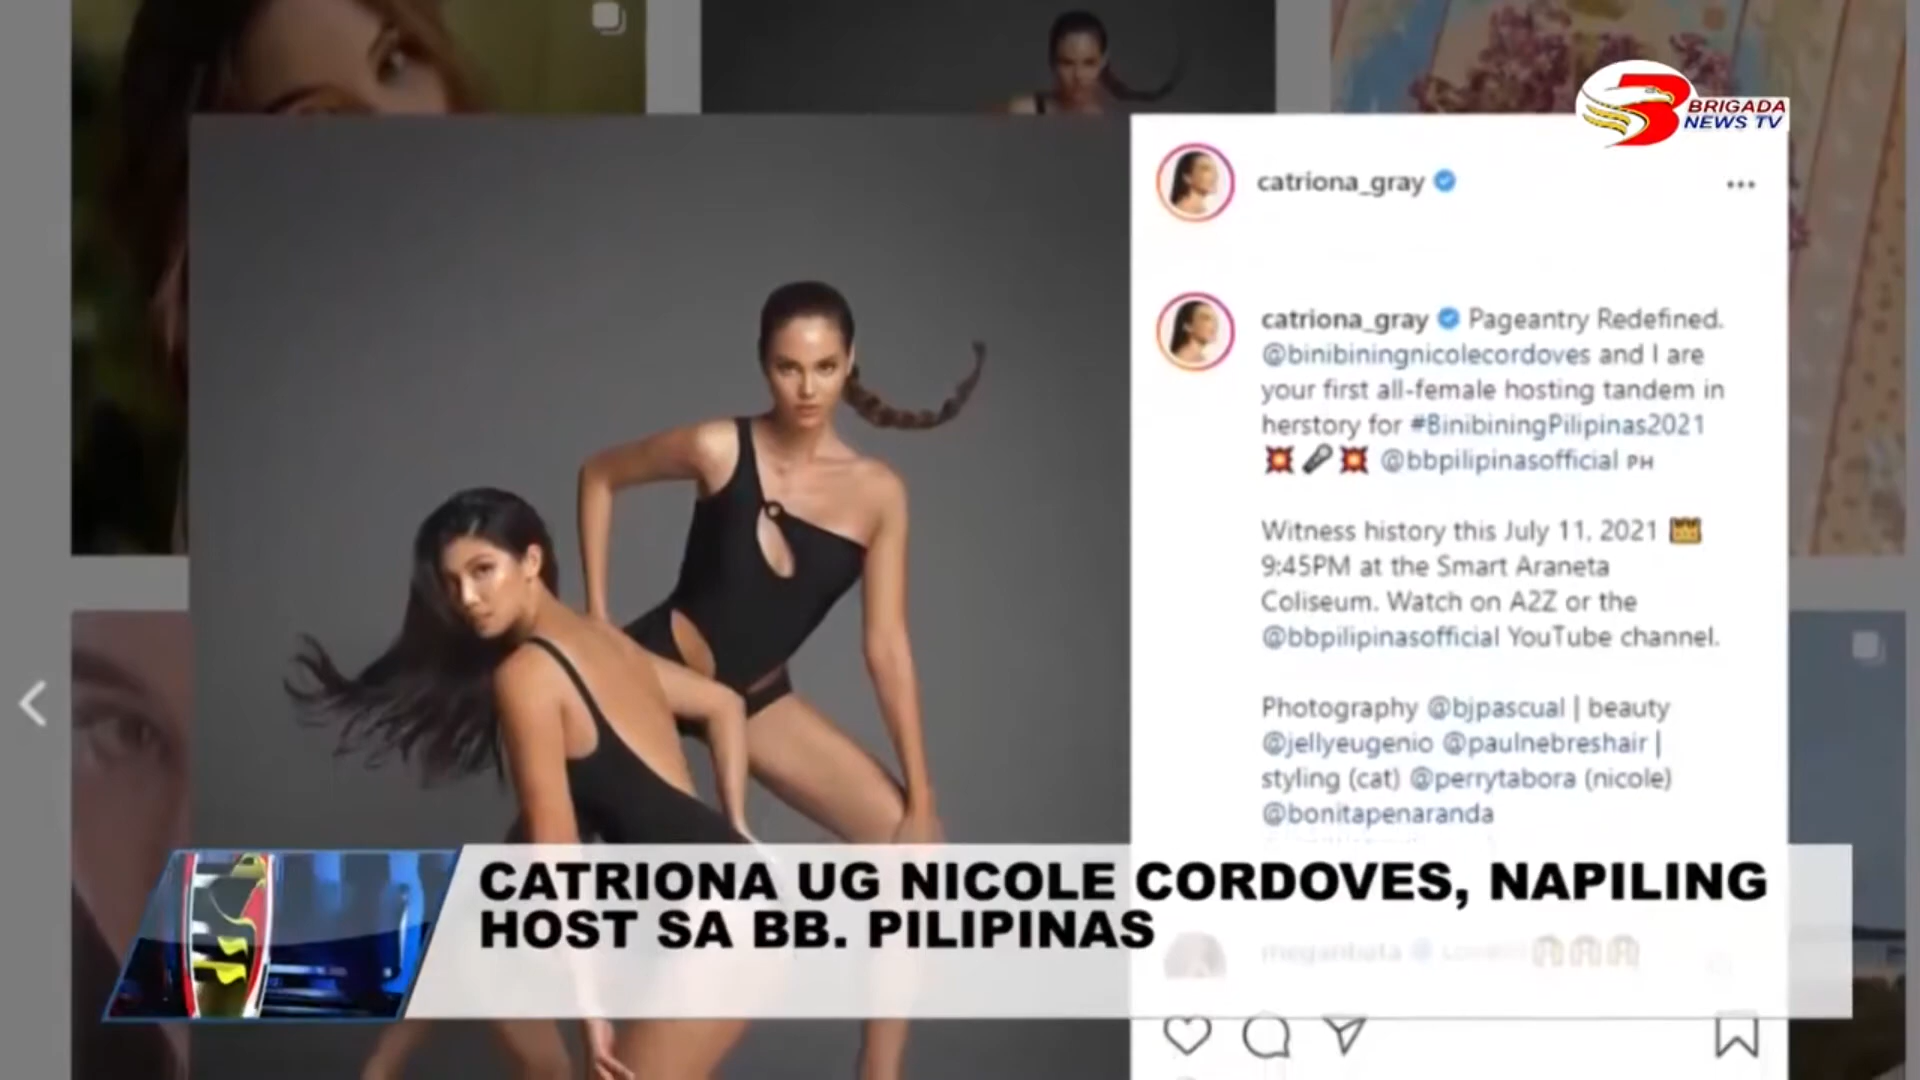 BRIGADA
NEWS TV
catriona_gray
catriona_gray Pageantry Redefined.
@binibiningnicolecordoves and I are
your first all-female hosting tandem in
herstory for #BinibiningPilipinas2021
💥🎤💥 @bbpilipinasofficial PH
Witness history this July 11, 2021 👑
9:45PM at the Smart Araneta
Coliseum. Watch on A2Z or the
@bbpilipinasofficial YouTube channel.
Photography @bjpascual | beauty
@jellyeugenio @paulnebreshair |
styling (cat) @perrytabora (nicole)
@bonitapenaranda
CATRIONA UG NICOLE CORDOVES, NAPILING
HOST SA BB. PILIPINAS